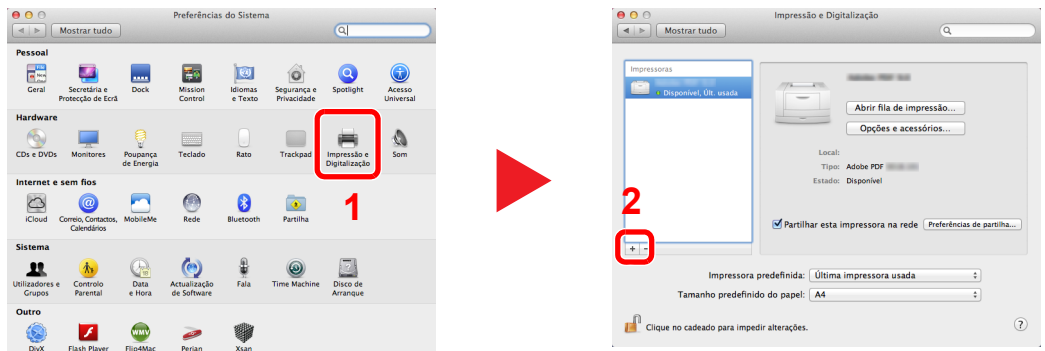 Preferências do Sistema
Mostrar tudo
Pessoal
Geral
Secretária e
Protecção de Ecrã
Dock
Mission
Control
Idiomas
e Texto
Segurança e
Privacidade
Spotlight
Acesso
Universal
Hardware
CDs e DVDs
Monitores
Poupança
de Energia
Teclado
Rato
Trackpad
Impressão e
Digitalização
Som
1
Internet e sem fios
iCloud
Correio, Contactos,
Calendários
MobileMe
Rede
Bluetooth
Partilha
Sistema
Utilizadores e
Grupos
Controlo
Parental
Data
e Hora
Actualização
de Software
Fala
Time Machine
Disco de
Arranque
Outro
DivX
Flash Player
WMV
Flip4Mac
Perian
Xsan
Impressão e Digitalização
Mostrar tudo
Impressoras
Disponível, Últ. usada
2
+ −
Abrir fila de impressão...
Opções e acessórios...
Local:
Tipo: Adobe PDF
Estado: Disponível
Partilhar esta impressora na rede
Preferências de partilha...
Impressora predefinida: Última impressora usada
Tamanho predefinido do papel: A4
Clique no cadeado para impedir alterações.
?